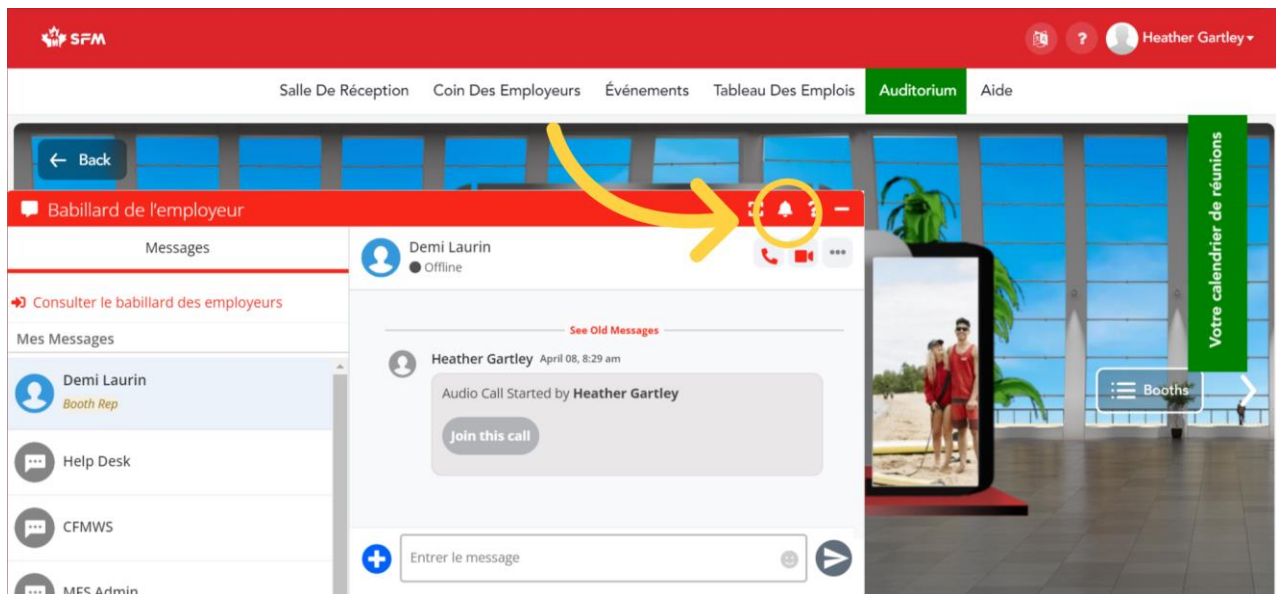 SFM
?
Heather Gartley
Salle De Réception Coin Des Employeurs Événements Tableau Des Emplois Auditorium Aide
← Back
Votre calendrier de réunions
Babillard de l'employeur
?
Messages
Demi Laurin
Offline
Consulter le babillard des employeurs
Mes Messages
See Old Messages
Heather Gartley April 08, 8:29 am
Audio Call Started by Heather Gartley
Join this call
Demi Laurin
Booth Rep
Help Desk
CFMWS
MFS Admin
Entrer le message
Booths